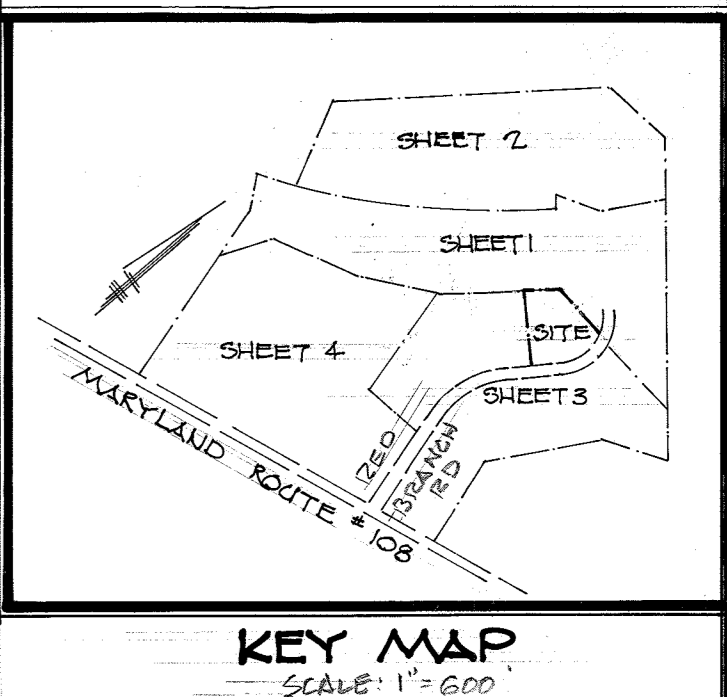 SHEET 2
SHEET 1
SITE
SHEET 4
SHEET 3
RED
BRANCH
RD
MARYLAND ROUTE # 108
KEY MAP
SCALE: 1"=600'